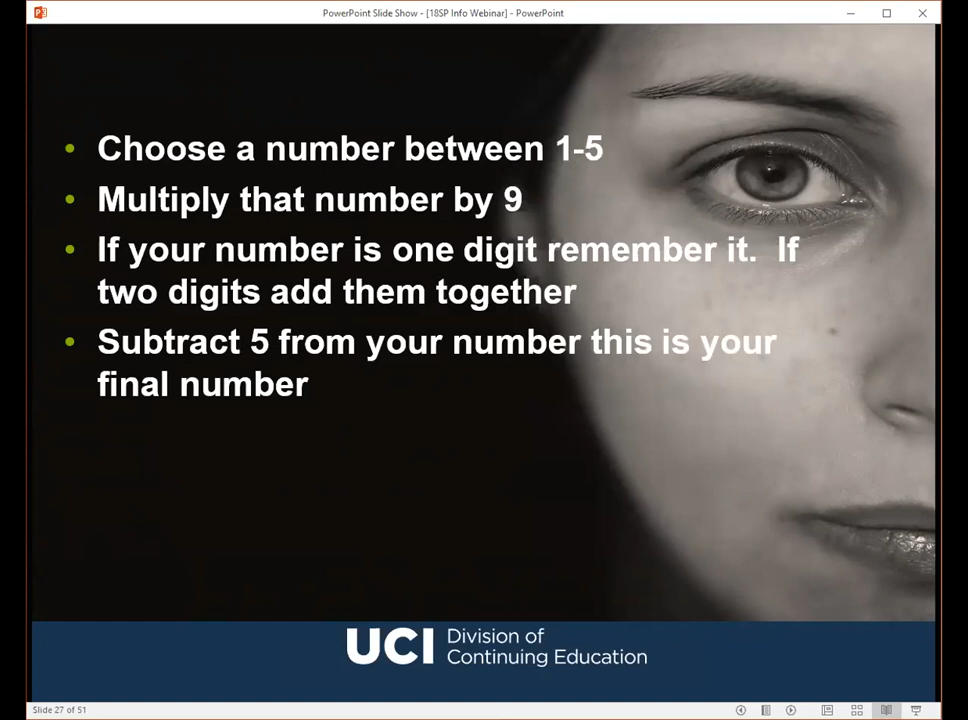 PowerPoint Slide Show - [18SP Info Webinar] - PowerPoint
• Choose a number between 1-5
• Multiply that number by 9
• If your number is one digit remember it.  If
two digits add them together
• Subtract 5 from your number this is your
final number
UCI Division of
Continuing Education
Slide 27 of 51